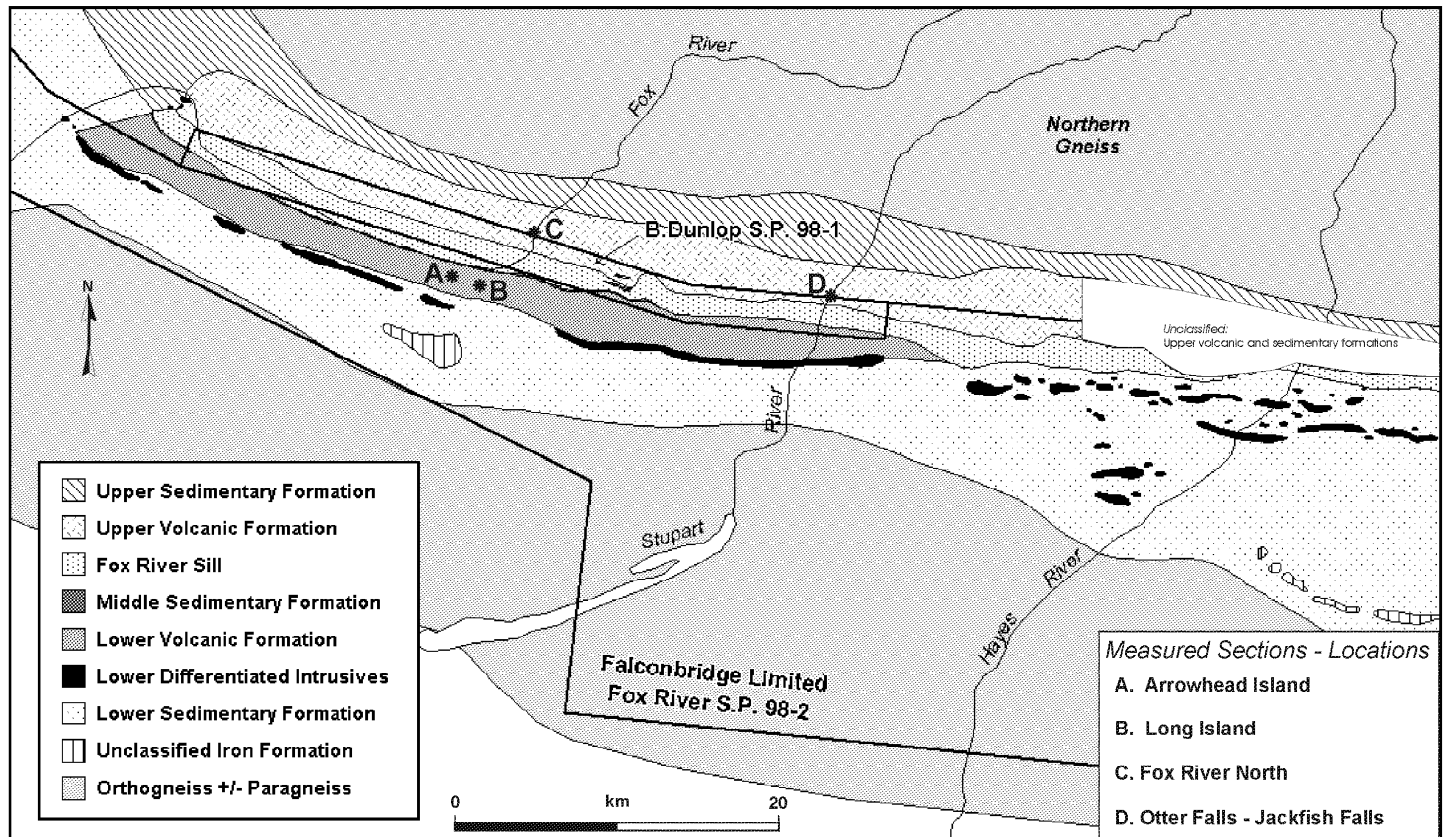 River
Fox
Northern
Gneiss
C
B.Dunlop S.P. 98-1
A
B
D
N
Unclassified:
Upper volcanic and sedimentary formations
River
Stupart
River
Hayes
Falconbridge Limited
Fox River S.P. 98-2
Upper Sedimentary Formation
Upper Volcanic Formation
Fox River Sill
Middle Sedimentary Formation
Lower Volcanic Formation
Lower Differentiated Intrusives
Lower Sedimentary Formation
Unclassified Iron Formation
Orthogneiss +/- Paragneiss
0 km 20
Measured Sections - Locations
A. Arrowhead Island
B. Long Island
C. Fox River North
D. Otter Falls - Jackfish Falls